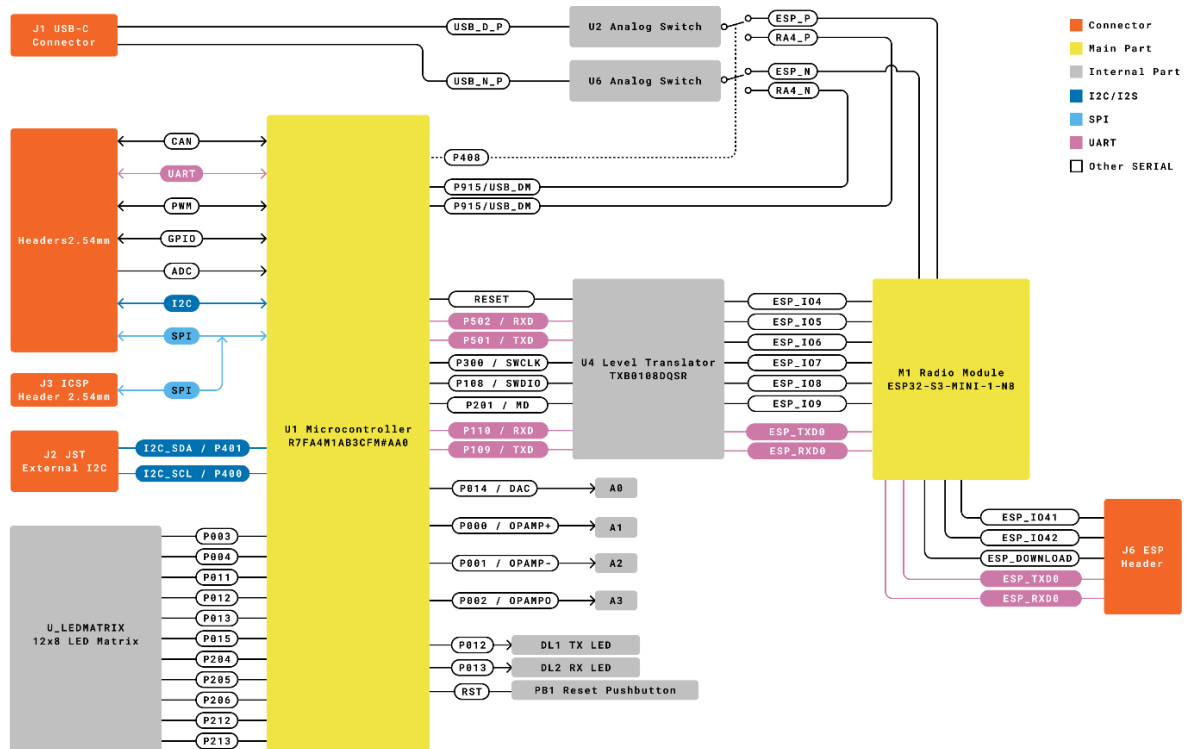 J1 USB-C
Connector
USB_D_P
USB_N_P
U2 Analog Switch
U6 Analog Switch
ESP_P
RA4_P
ESP_N
RA4_N
Connector
Main Part
Internal Part
I2C/I2S
SPI
UART
Other SERIAL
Headers2.54mm
CAN
UART
PWM
GPIO
ADC
I2C
SPI
J3 ICSP
Header 2.54mm
SPI
J2 JST
External I2C
I2C_SDA / P401
I2C_SCL / P400
U_LEDMATRIX
12x8 LED Matrix
P003
P004
P011
P012
P013
P015
P204
P205
P206
P212
P213
U1 Microcontroller
R7FA4M1AB3CFM#AA0
P408
P915/USB_DM
P915/USB_DM
RESET
P502 / RXD
P501 / TXD
P300 / SWCLK
P108 / SWDIO
P201 / MD
P110 / RXD
P109 / TXD
U4 Level Translator
TXB0108DQSR
ESP_IO4
ESP_IO5
ESP_IO6
ESP_IO7
ESP_IO8
ESP_IO9
ESP_TXD0
ESP_RXD0
M1 Radio Module
ESP32-S3-MINI-1-N8
P014 / DAC
A0
P000 / OPAMP+
A1
P001 / OPAMP-
A2
P002 / OPAMPO
A3
P012
DL1 TX LED
P013
DL2 RX LED
RST
PB1 Reset Pushbutton
ESP_IO41
ESP_IO42
ESP_DOWNLOAD
ESP_TXD0
ESP_RXD0
J6 ESP
Header